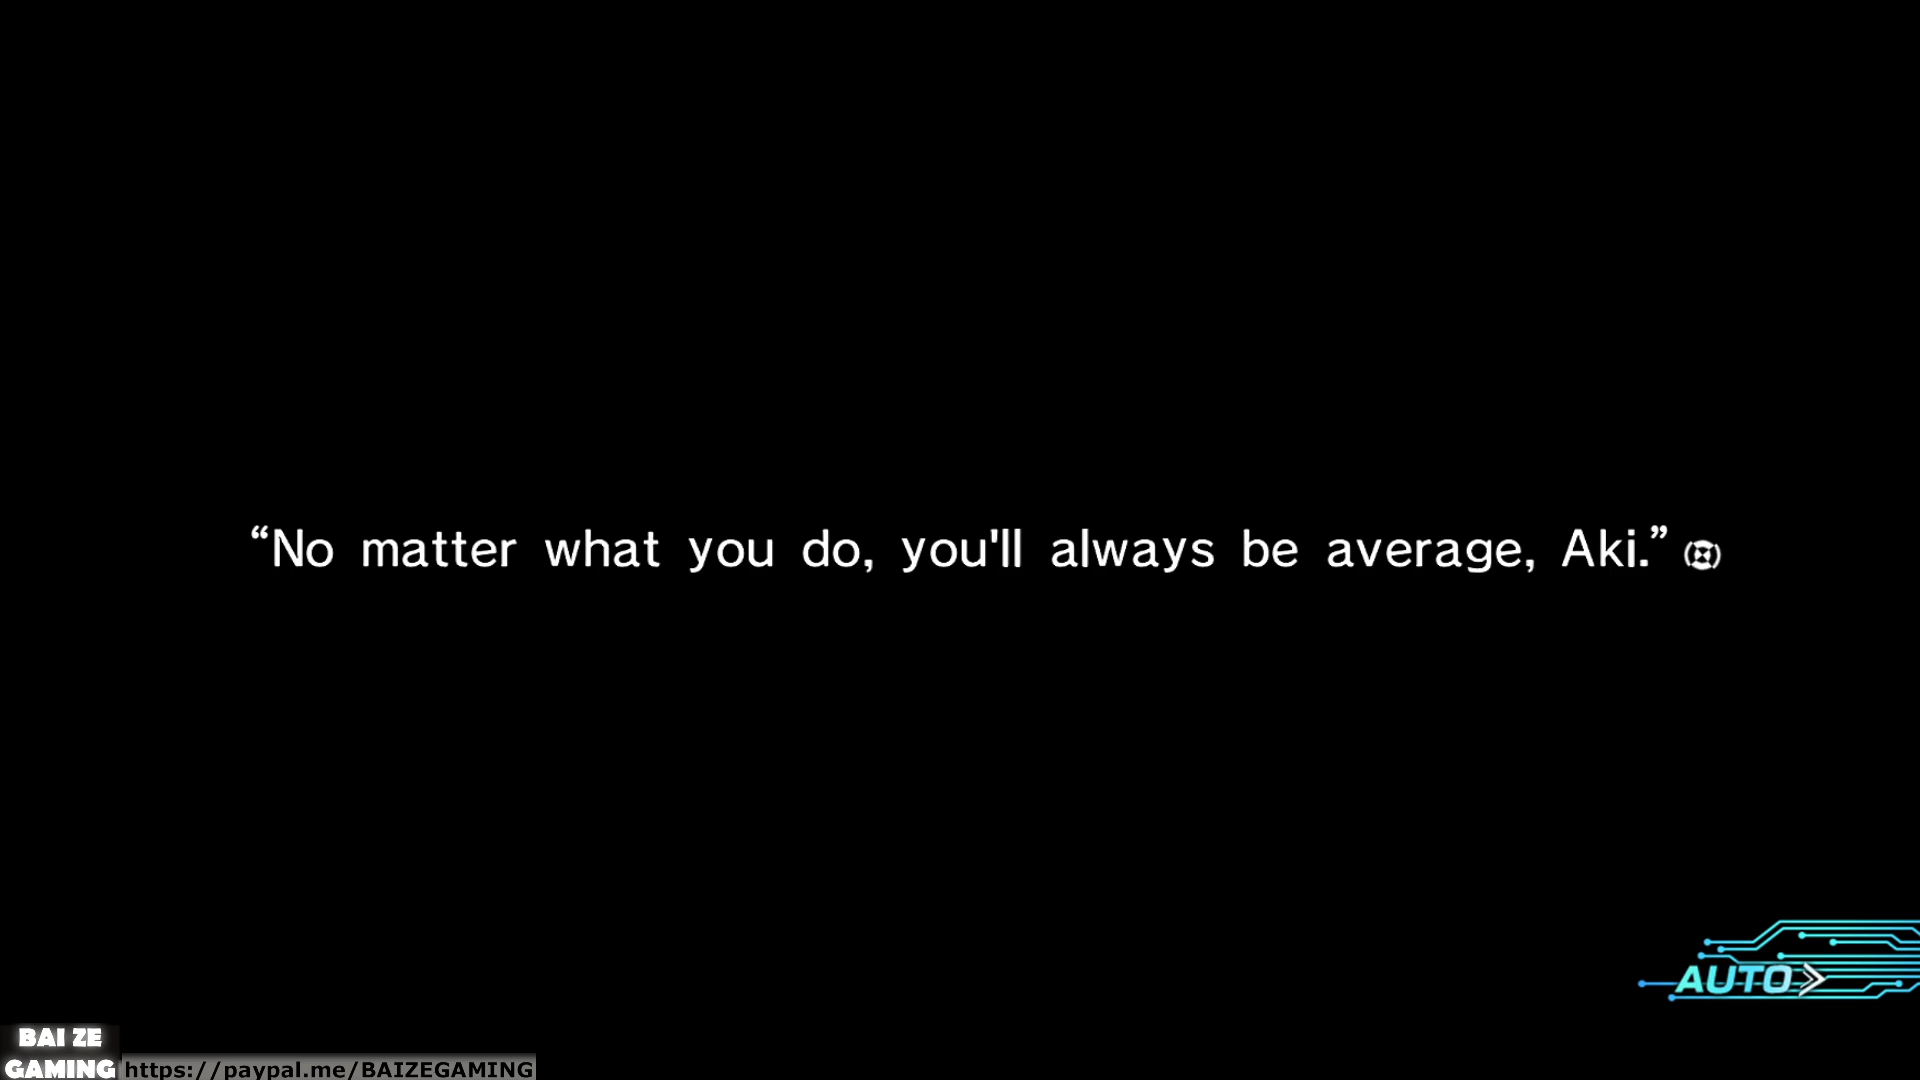 “No matter what you do, you'll always be average, Aki.”
AUTO
BAI ZE
GAMING https://paypal.me/BAIZEGAMING